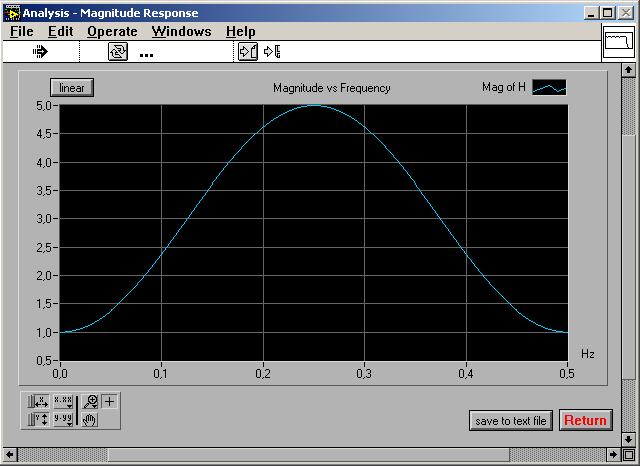 Analysis - Magnitude Response
File Edit Operate Windows Help
...
linear
Magnitude vs Frequency
Mag of H
5,0
4,5
4,0
3,5
3,0
2,5
2,0
1,5
1,0
0,5
0,0 0,1 0,2 0,3 0,4 0,5
Hz
X x.xx
Y y.yy
save to text file
Return